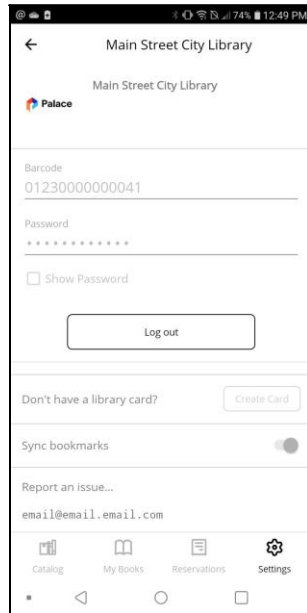 @ 74% 12:49 PM
Main Street City Library
Main Street City Library
Palace
Barcode
01230000000041
Password
Show Password
Log out
Don't have a library card? Create Card
Sync bookmarks
Report an issue...
email@email.email.com
Catalog My Books Reservations Settings